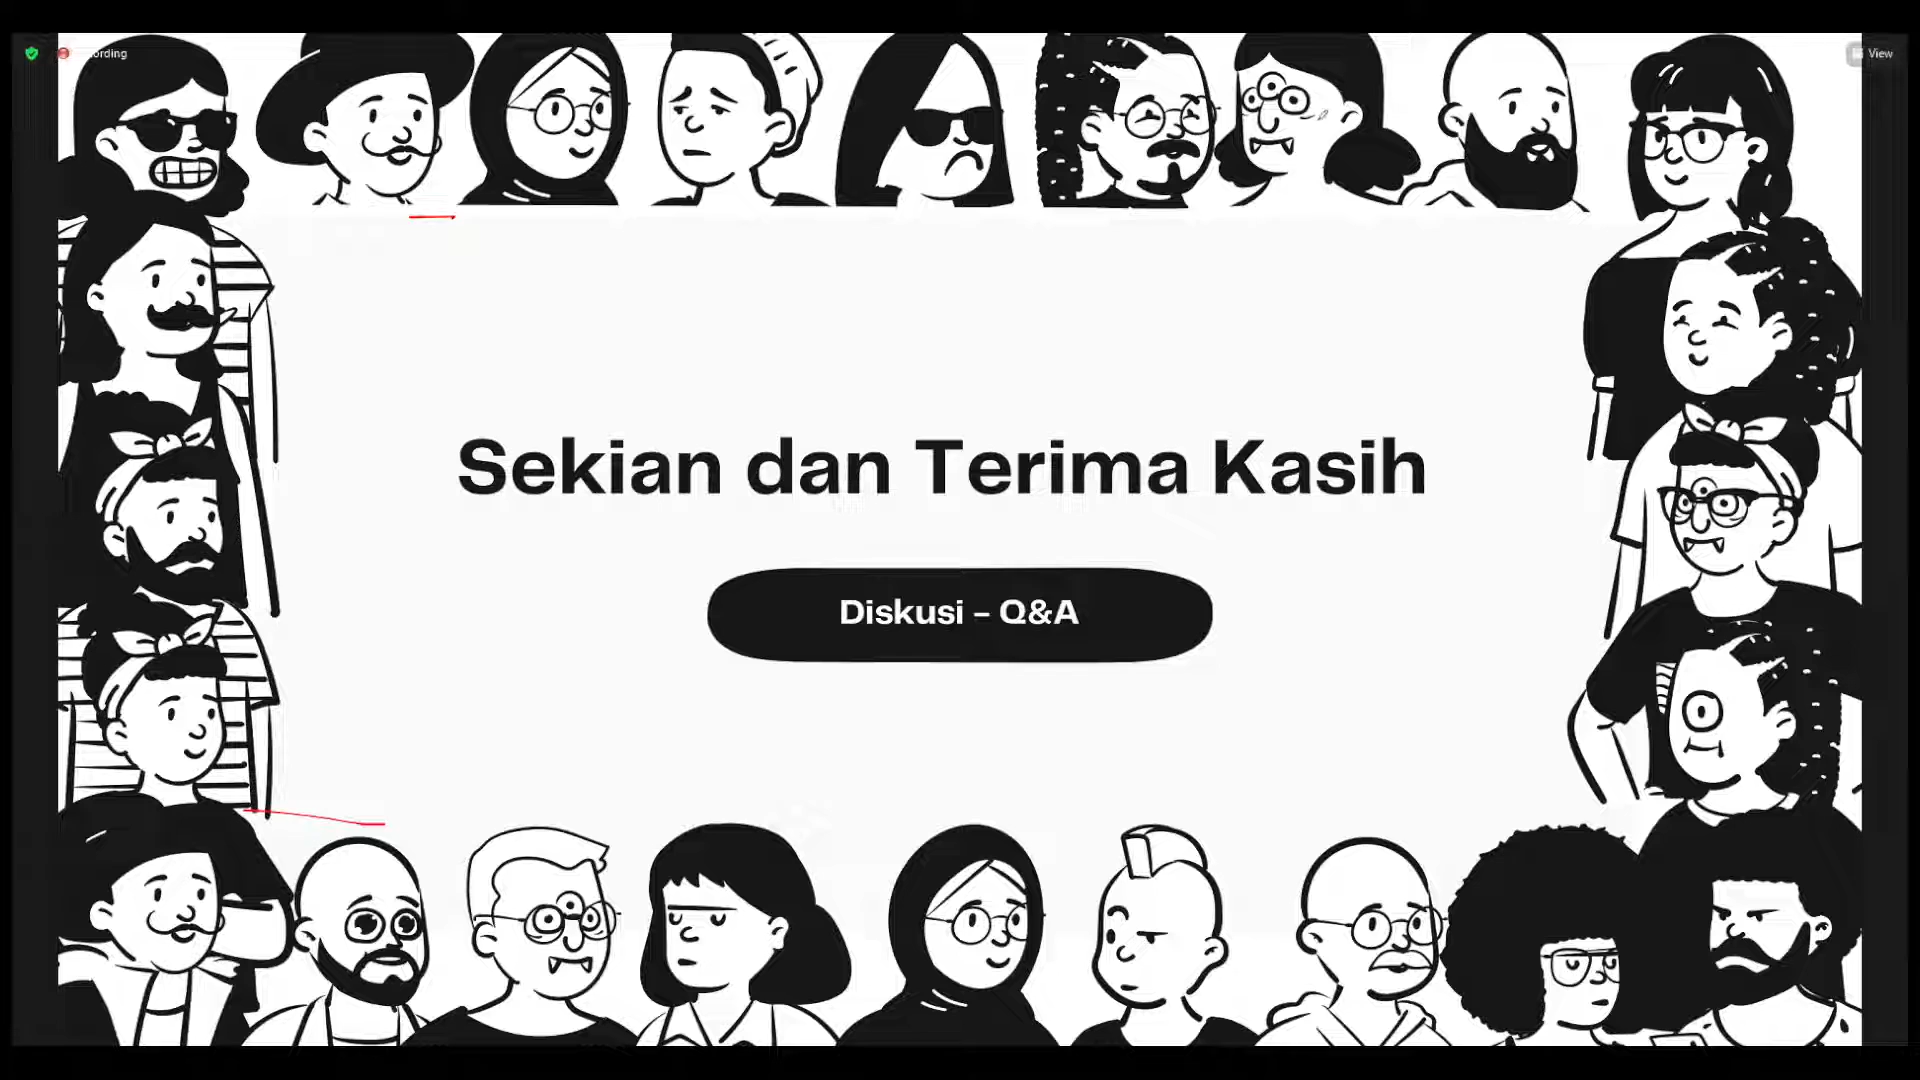 View
Sekian dan Terima Kasih
Diskusi – Q&A